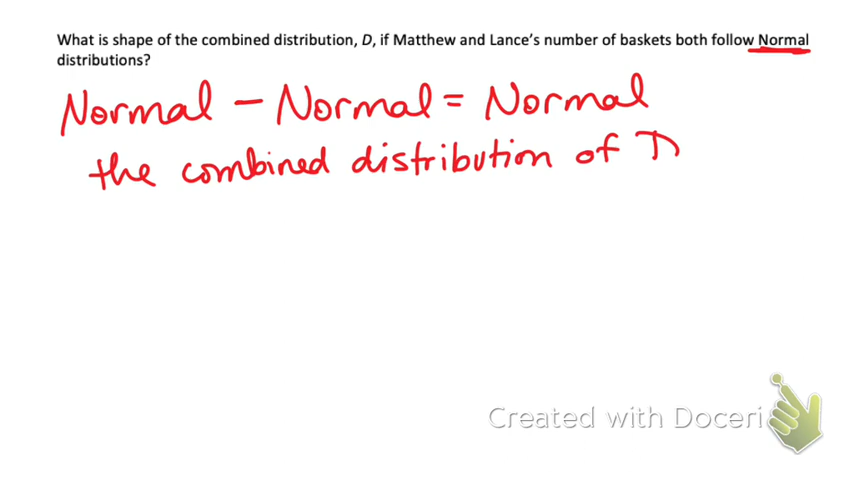 What is shape of the combined distribution, D, if Matthew and Lance's number of baskets both follow Normal
distributions?
Normal - Normal = Normal
the combined distribution of D
Created with Doceri